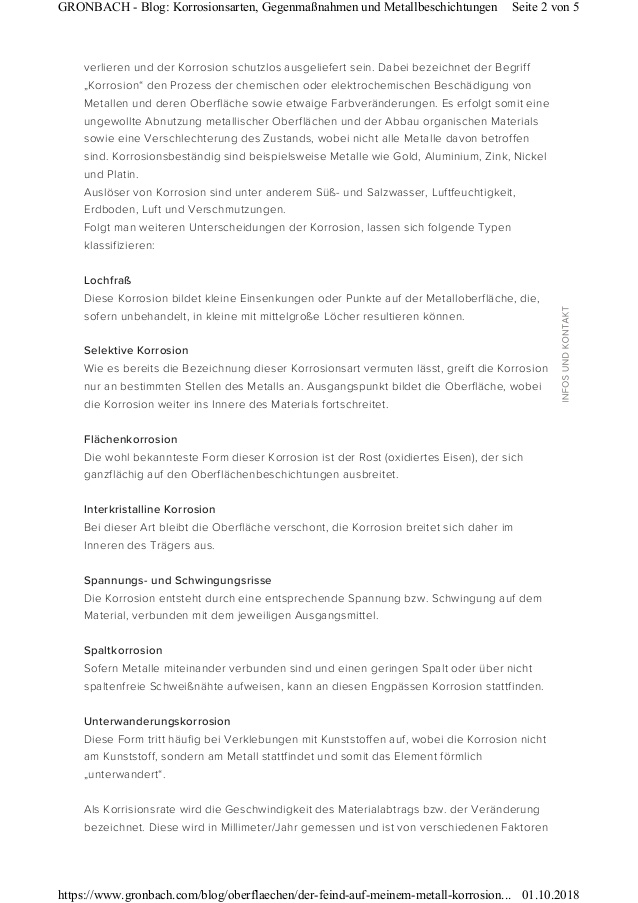 GRONBACH - Blog: Korrosionsarten, Gegenmaßnahmen und Metallbeschichtungen Seite 2 von 5
verlieren und der Korrosion schutzlos ausgeliefert sein. Dabei bezeichnet der Begriff
„Korrosion“ den Prozess der chemischen oder elektrochemischen Beschädigung von
Metallen und deren Oberfläche sowie etwaige Farbveränderungen. Es erfolgt somit eine
ungewollte Abnutzung metallischer Oberflächen und der Abbau organischen Materials
sowie eine Verschlechterung des Zustands, wobei nicht alle Metalle davon betroffen
sind. Korrosionsbeständig sind beispielsweise Metalle wie Gold, Aluminium, Zink, Nickel
und Platin.
Auslöser von Korrosion sind unter anderem Süß- und Salzwasser, Luftfeuchtigkeit,
Erdboden, Luft und Verschmutzungen.
Folgt man weiteren Unterscheidungen der Korrosion, lassen sich folgende Typen
klassifizieren:
Lochfraß
Diese Korrosion bildet kleine Einsenkungen oder Punkte auf der Metalloberfläche, die,
sofern unbehandelt, in kleine mit mittelgroße Löcher resultieren können.
Selektive Korrosion
Wie es bereits die Bezeichnung dieser Korrosionsart vermuten lässt, greift die Korrosion
nur an bestimmten Stellen des Metalls an. Ausgangspunkt bildet die Oberfläche, wobei
die Korrosion weiter ins Innere des Materials fortschreitet.
Flächenkorrosion
Die wohl bekannteste Form dieser Korrosion ist der Rost (oxidiertes Eisen), der sich
ganzflächig auf den Oberflächenbeschichtungen ausbreitet.
Interkristalline Korrosion
Bei dieser Art bleibt die Oberfläche verschont, die Korrosion breitet sich daher im
Inneren des Trägers aus.
Spannungs- und Schwingungsrisse
Die Korrosion entsteht durch eine entsprechende Spannung bzw. Schwingung auf dem
Material, verbunden mit dem jeweiligen Ausgangsmittel.
Spaltkorrosion
Sofern Metalle miteinander verbunden sind und einen geringen Spalt oder über nicht
spaltenfreie Schweißnähte aufweisen, kann an diesen Engpässen Korrosion stattfinden.
Unterwanderungskorrosion
Diese Form tritt häufig bei Verklebungen mit Kunststoffen auf, wobei die Korrosion nicht
am Kunststoff, sondern am Metall stattfindet und somit das Element förmlich
„unterwandert“.
Als Korrisionsrate wird die Geschwindigkeit des Materialabtrags bzw. der Veränderung
bezeichnet. Diese wird in Millimeter/Jahr gemessen und ist von verschiedenen Faktoren
INFOS UND KONTAKT
https://www.gronbach.com/blog/oberflaechen/der-feind-auf-meinem-metall-korrosion... 01.10.2018